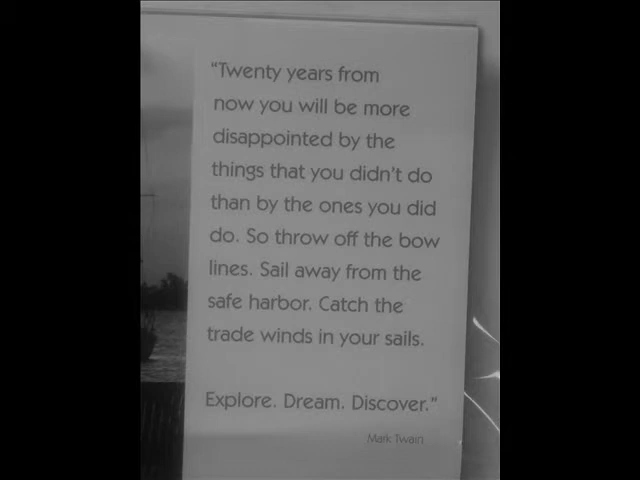 “Twenty years from
now you will be more
disappointed by the
things that you didn’t do
than by the ones you did
do. So throw off the bow
lines. Sail away from the
safe harbor. Catch the
trade winds in your sails.
Explore. Dream. Discover.”
Mark Twain